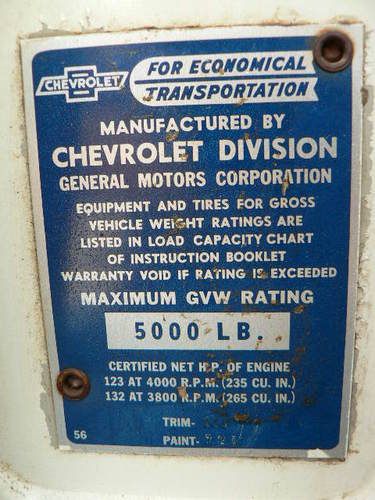 CHEVROLET
FOR ECONOMICAL
TRANSPORTATION
MANUFACTURED BY
CHEVROLET DIVISION
GENERAL MOTORS CORPORATION
EQUIPMENT AND TIRES FOR GROSS
VEHICLE WEIGHT RATINGS ARE
LISTED IN LOAD CAPACITY CHART
OF INSTRUCTION BOOKLET
WARRANTY VOID IF RATING IS EXCEEDED
MAXIMUM GVW RATING
5000 LB.
CERTIFIED NET H.P. OF ENGINE
123 AT 4000 R.P.M. (235 CU. IN.)
132 AT 3800 R.P.M. (265 CU. IN.)
TRIM-
56 PAINT-